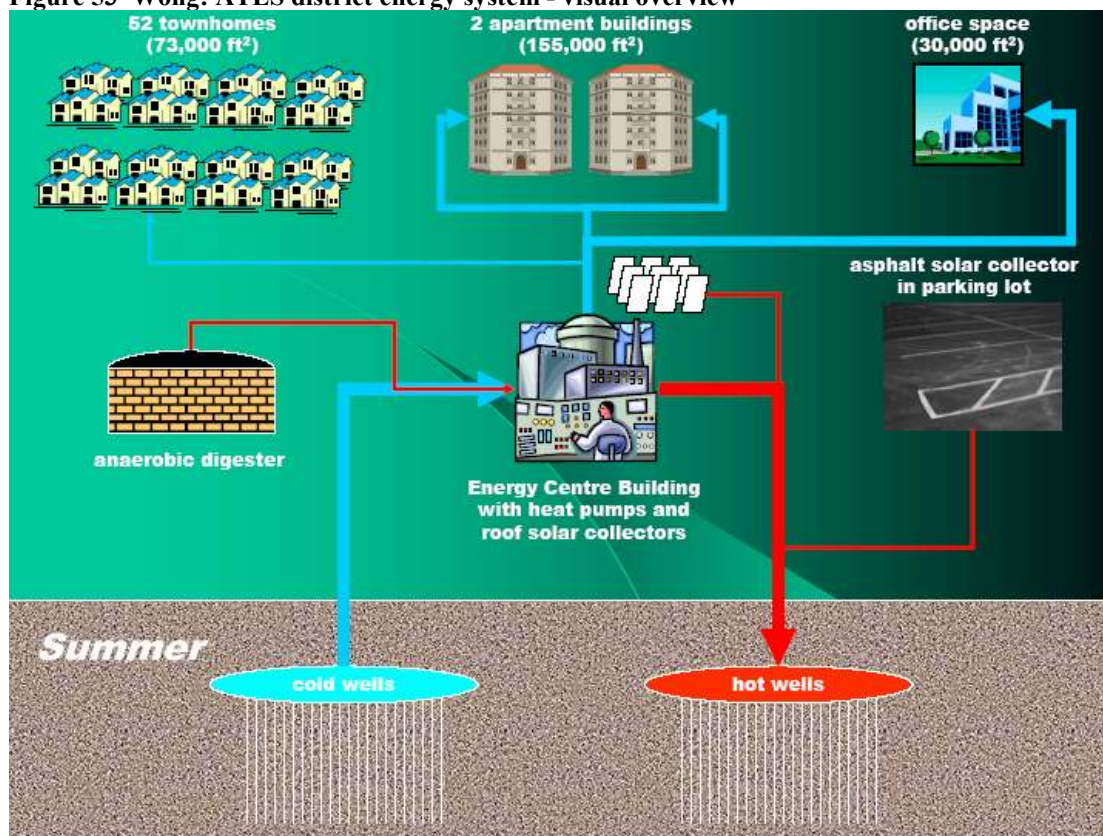 Figure 33 Wong: ATES district energy system - visual overview
52 townhomes
(73,000 ft²)
2 apartment buildings
(155,000 ft²)
office space
(30,000 ft²)
asphalt solar collector
in parking lot
anaerobic digester
Energy Centre Building
with heat pumps and
roof solar collectors
Summer
cold wells
hot wells